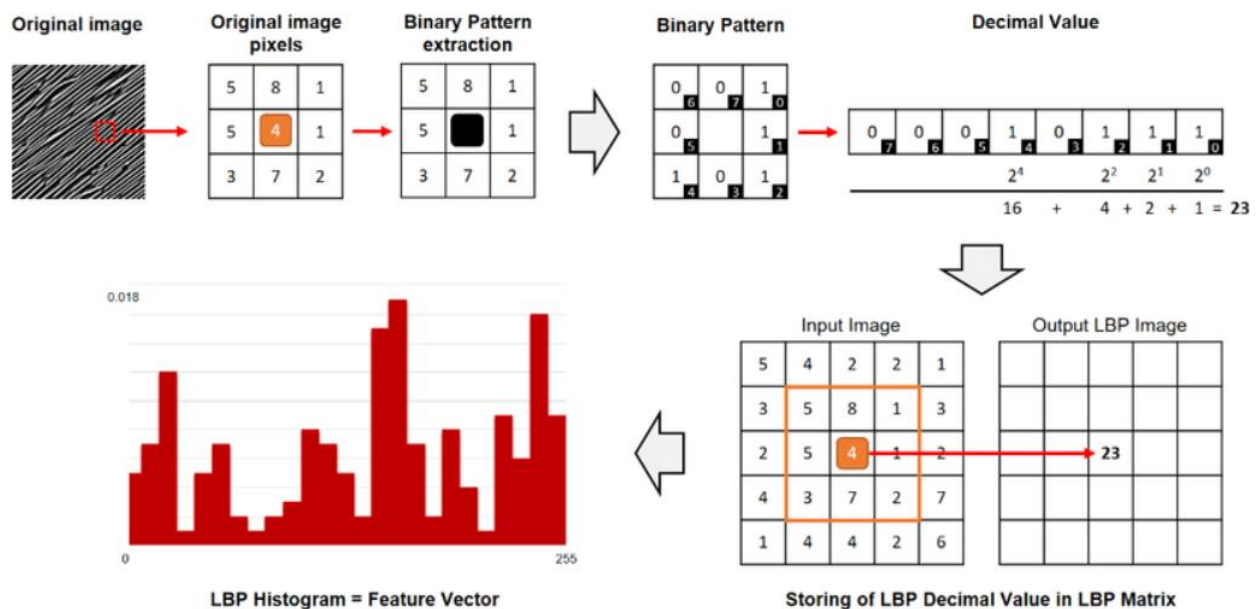 Original image
Original image
pixels
Binary Pattern
extraction
Binary Pattern
Decimal Value
5 8 1
5 4 1
3 7 2
5 8 1
5 1
3 7 2
0 6 0 7 1 0
0 5 1 1
1 4 0 3 1 2
0 7 0 6 0 5 1 4 0 3 1 2 1 1 1 0
2⁴ 2² 2¹ 2⁰
16 + 4 + 2 + 1 = 23
0.018
0 255
LBP Histogram = Feature Vector
Input Image
5 4 2 2 1
3 5 8 1 3
2 5 4 1 2
4 3 7 2 7
1 4 4 2 6
Output LBP Image
23
Storing of LBP Decimal Value in LBP Matrix